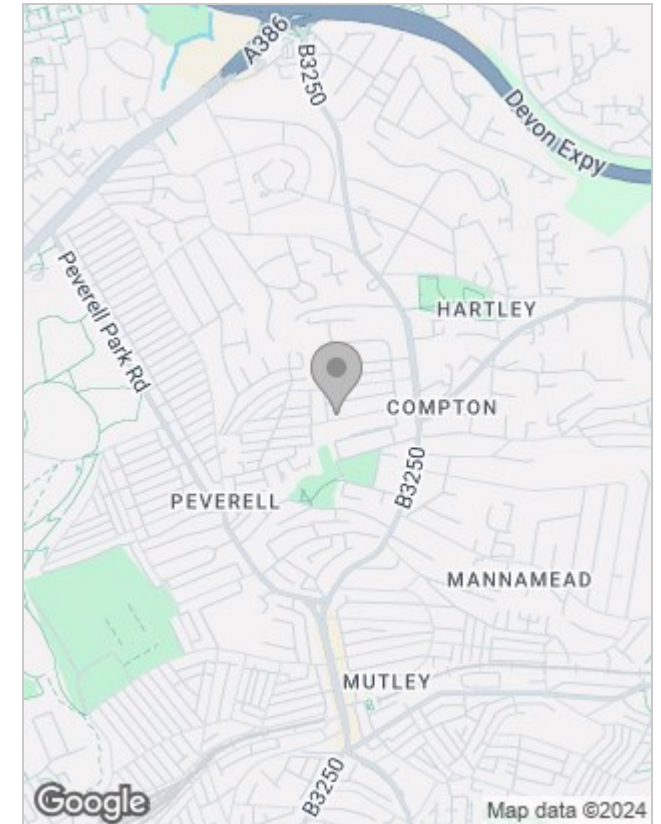 A386
B3250
Devon Expy
Peverell Park Rd
HARTLEY
COMPTON
B3250
PEVERELL
MANNAMEAD
MUTLEY
B3250
Google
Map data ©2024